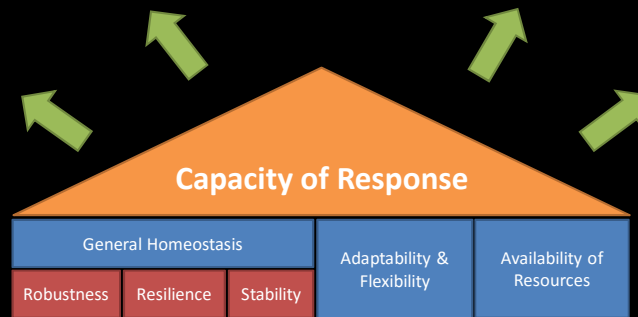 Capacity of Response
General Homeostasis
Adaptability &
Flexibility
Availability of
Resources
Robustness
Resilience
Stability